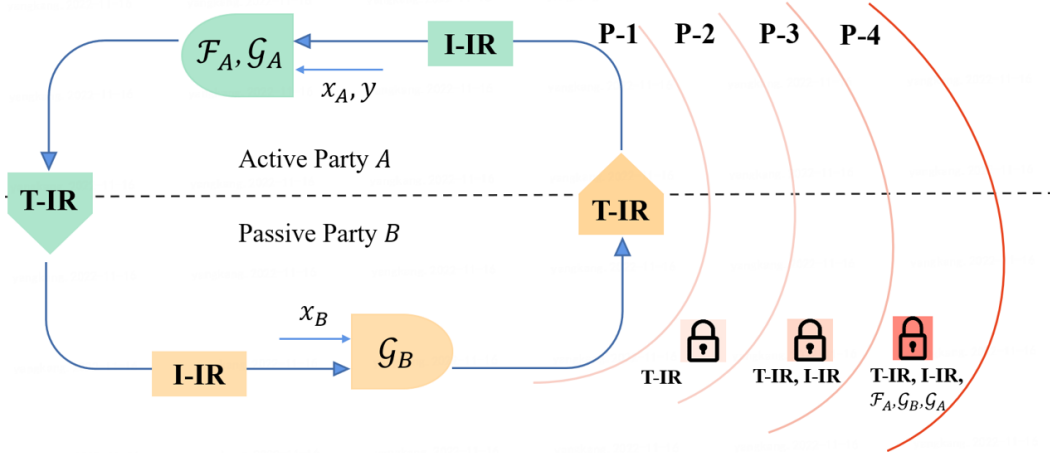 P-1 P-2 P-3 P-4
I-IR
ℱ_A, 𝒢_A
x_A, y
Active Party A
T-IR
T-IR
Passive Party B
x_B
𝒢_B
I-IR
T-IR
T-IR, I-IR
T-IR, I-IR,
ℱ_A, 𝒢_B, 𝒢_A